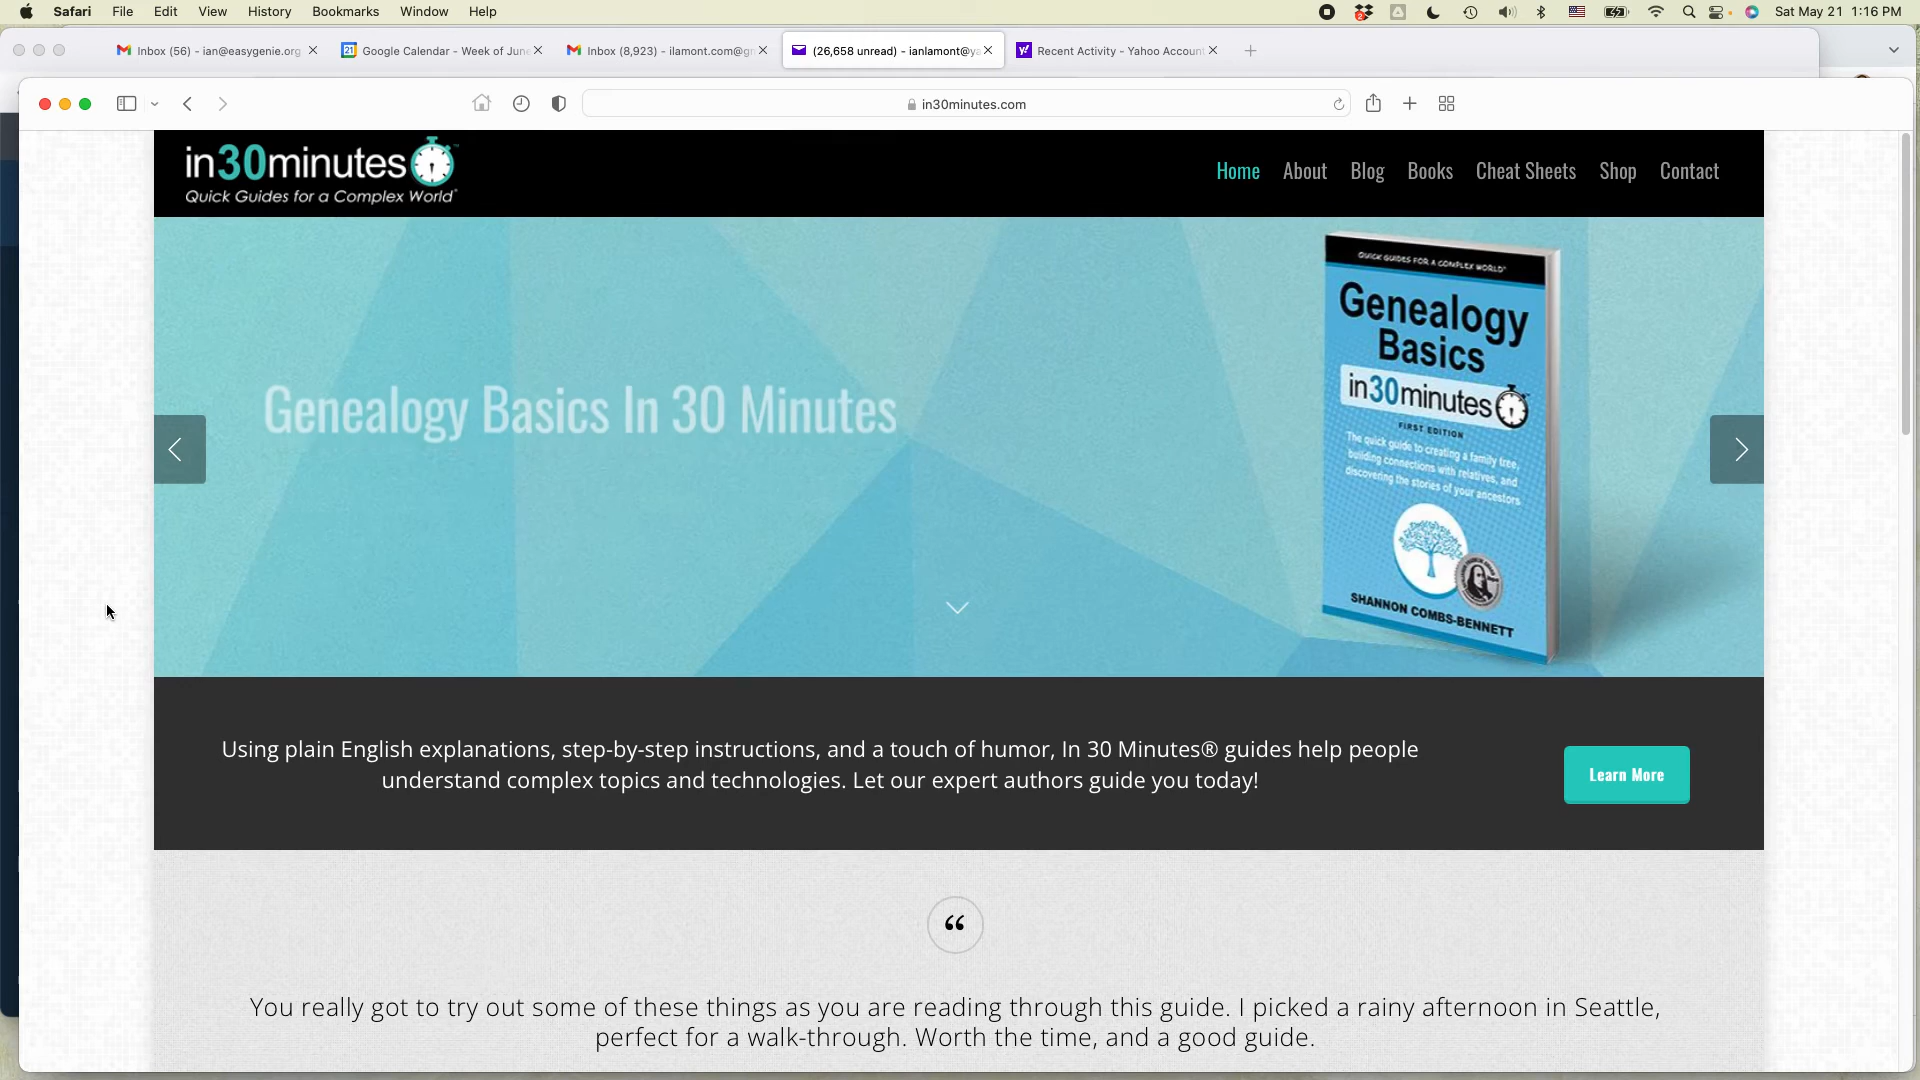 Safari File Edit View History Bookmarks Window Help Sat May 21 1:16 PM
Inbox (56) - ian@easygenie.org Google Calendar - Week of June Inbox (8,923) - ilamont.com@gm (26,658 unread) - ianlamont@ya Recent Activity - Yahoo Account
in30minutes.com
in30minutes™
Quick Guides for a Complex World®
Home About Blog Books Cheat Sheets Shop Contact
QUICK GUIDES FOR A COMPLEX WORLD™
Genealogy
Basics
in30minutes
FIRST EDITION
The quick guide to creating a family tree,
building connections with relatives, and
discovering the stories of your ancestors
SHANNON COMBS-BENNETT
Genealogy Basics In 30 Minutes
Using plain English explanations, step-by-step instructions, and a touch of humor, In 30 Minutes® guides help people
understand complex topics and technologies. Let our expert authors guide you today!
Learn More
“
You really got to try out some of these things as you are reading through this guide. I picked a rainy afternoon in Seattle,
perfect for a walk-through. Worth the time, and a good guide.